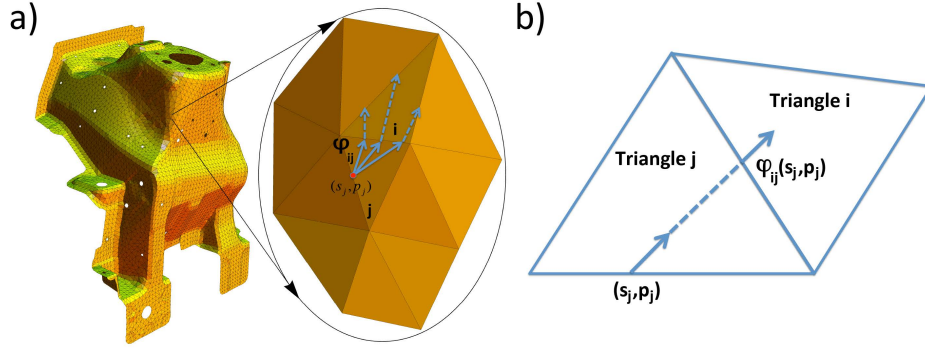 a)
φij
i
(sj, pj)
j
b)
Triangle i
Triangle j
φij(sj,pj)
(sj,pj)